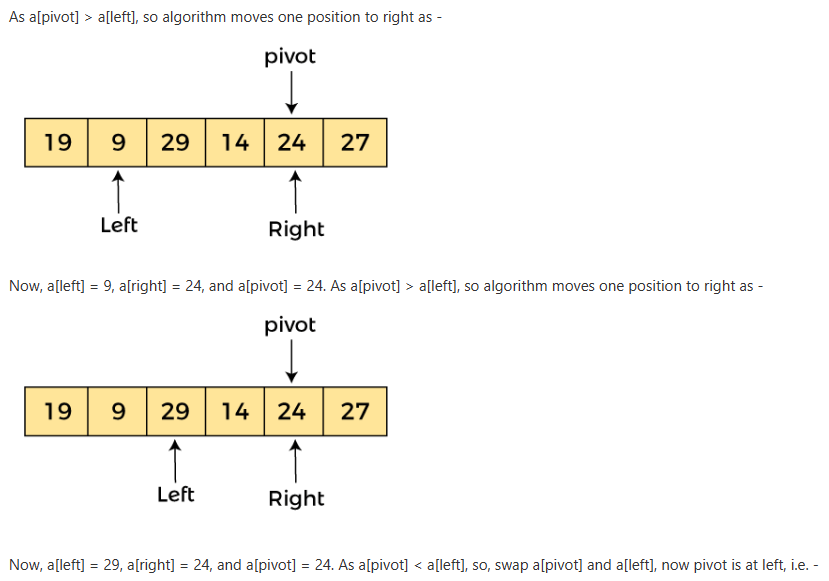 As a[pivot] > a[left], so algorithm moves one position to right as -
pivot
19 9 29 14 24 27
Left Right
Now, a[left] = 9, a[right] = 24, and a[pivot] = 24. As a[pivot] > a[left], so algorithm moves one position to right as -
pivot
19 9 29 14 24 27
Left Right
Now, a[left] = 29, a[right] = 24, and a[pivot] = 24. As a[pivot] < a[left], so, swap a[pivot] and a[left], now pivot is at left, i.e. -